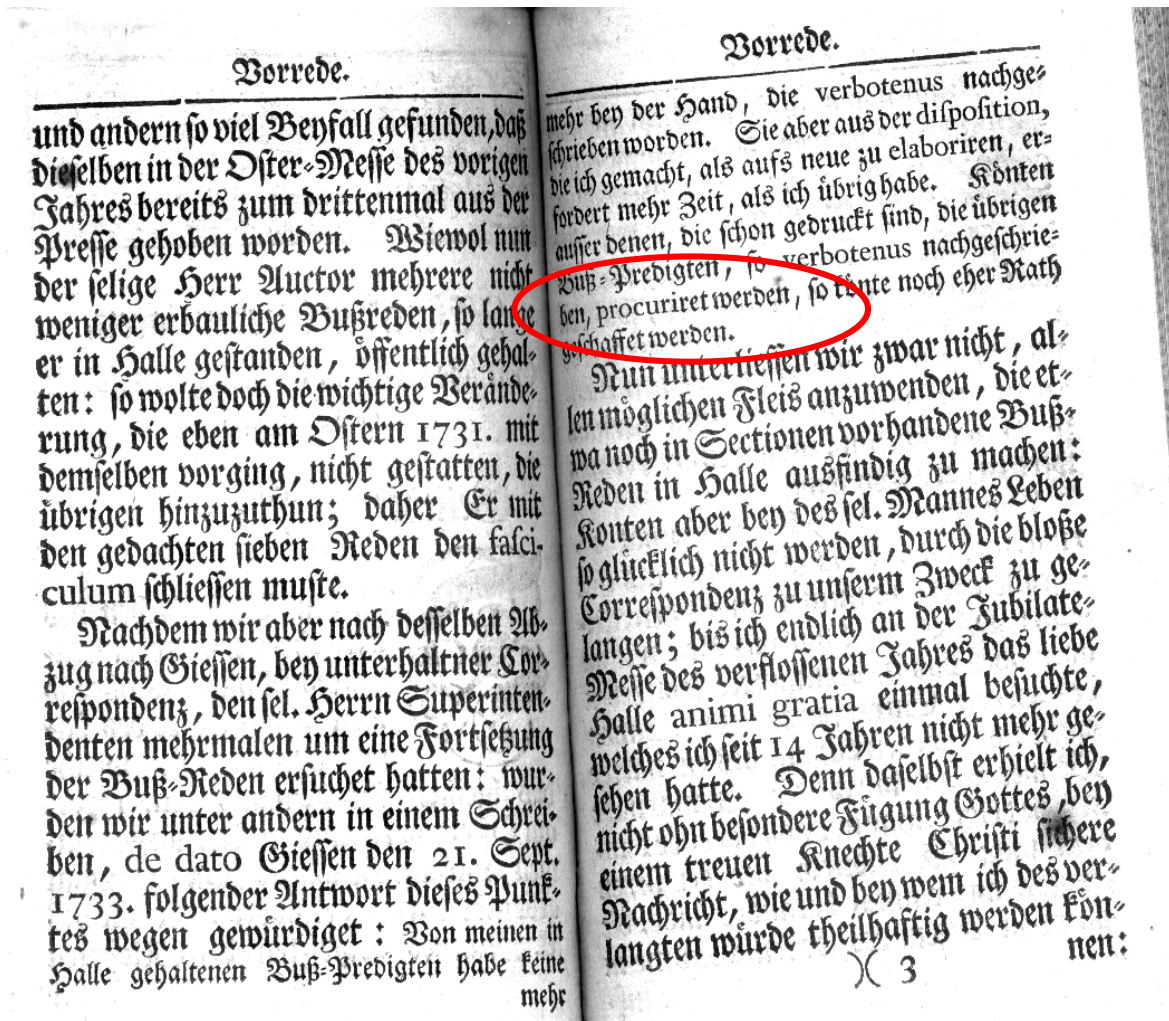 Vorrede.
und andern so viel Beyfall gefunden, daß
dieselben in der Oster-Messe des vorigen
Jahres bereits zum drittenmal aus der
Presse gehoben worden. Wiewol nun
der selige Herr Auctor mehrere nicht
weniger erbauliche Bußreden, so lange
er in Halle gestanden, öffentlich gehal-
ten: so wolte doch die wichtige Verände-
rung, die eben am Ostern 1731. mit
demselben vorging, nicht gestatten, die
übrigen hinzuzuthun; daher Er mit
den gedachten sieben Reden den fasci-
culum schliessen muste.
Nachdem wir aber nach desselben Ab-
zug nach Giessen, bey unterhaltner Cor-
respondenz, den sel. Herrn Superinten-
denten mehrmalen um eine Fortsetzung
der Buß-Reden ersuchet hatten: wur-
den wir unter andern in einem Schrei-
ben, de dato Giessen den 21. Sept.
1733. folgender Antwort dieses Punk-
tes wegen gewürdiget: Von meinen in
Halle gehaltenen Buß-Predigten habe keine
mehr
Vorrede.
mehr bey der Hand, die verbotenus nachge-
schrieben worden. Sie aber aus der disposition,
die ich gemacht, als aufs neue zu elaboriren, er-
fordert mehr Zeit, als ich übrig habe. Könten
ausser denen, die schon gedruckt sind, die übrigen
Buß-Predigten, so verbotenus nachgeschrie-
ben, procuriret werden, so könte noch eher Rath
geschaffet werden.
Nun unterliessen wir zwar nicht, al-
len möglichen Fleis anzuwenden, die et-
wa noch in Sectionen vorhandene Buß-
Reden in Halle ausfindig zu machen:
Konten aber bey des sel. Mannes Leben
so glücklich nicht werden, durch die bloße
Correspondenz zu unserm Zweck zu ge-
langen; bis ich endlich an der Jubilate-
Messe des verflossenen Jahres das liebe
Halle animi gratia einmal besuchte,
welches ich seit 14 Jahren nicht mehr ge-
sehen hatte. Denn daselbst erhielt ich,
nicht ohn besondere Fügung Gottes, bey
einem treuen Knechte Christi sichere
Nachricht, wie und bey wem ich des ver-
langten würde theilhaftig werden kön-
)( 3 nen: